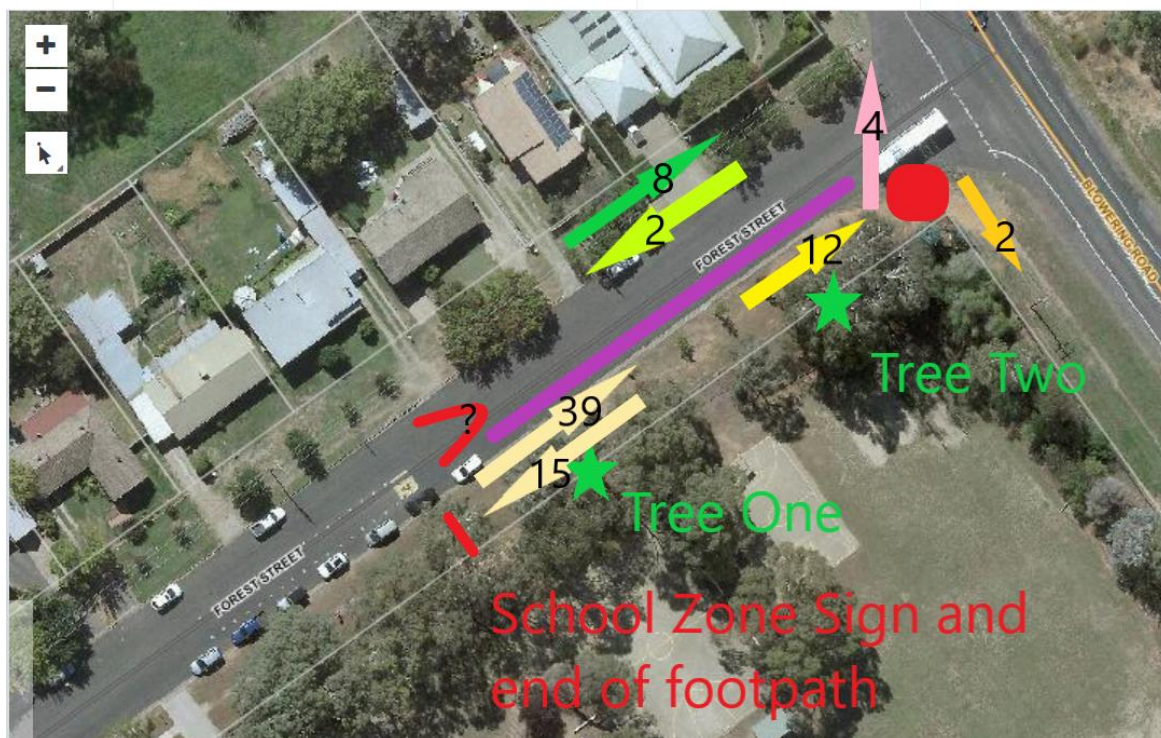 +
−
4
8
2
FOREST STREET
12
2
BLOWERING ROAD
Tree Two
?
39
15
Tree One
FOREST STREET
School Zone Sign and
end of footpath